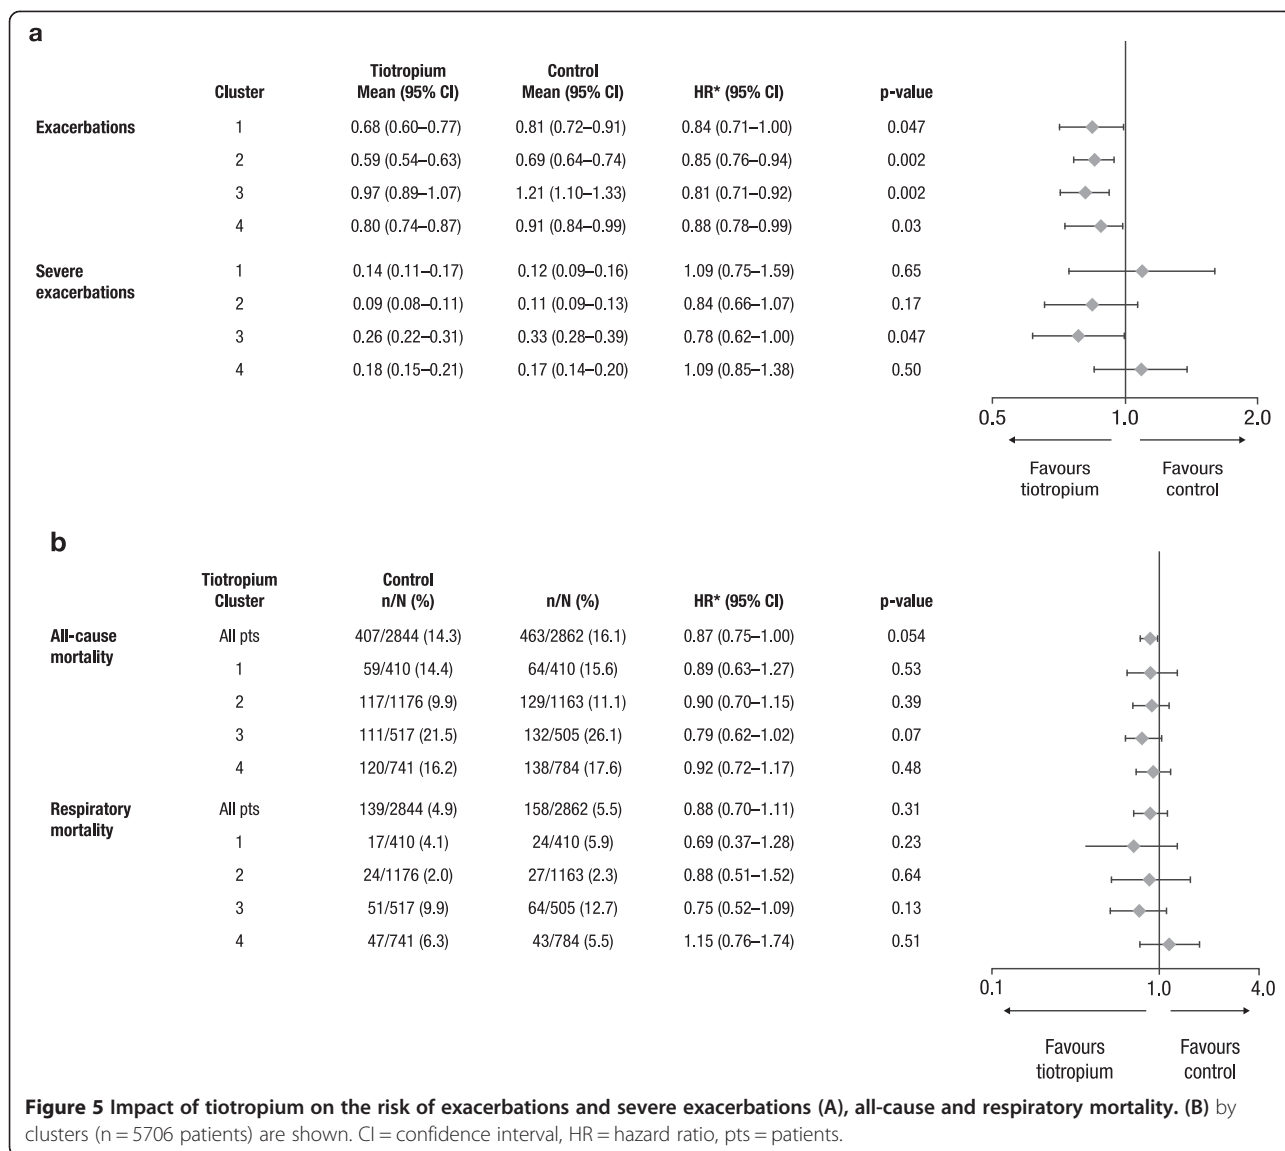 a
Tiotropium Control
Cluster Mean (95% CI) Mean (95% CI) HR* (95% CI) p-value
Exacerbations 1 0.68 (0.60–0.77) 0.81 (0.72–0.91) 0.84 (0.71–1.00) 0.047
2 0.59 (0.54–0.63) 0.69 (0.64–0.74) 0.85 (0.76–0.94) 0.002
3 0.97 (0.89–1.07) 1.21 (1.10–1.33) 0.81 (0.71–0.92) 0.002
4 0.80 (0.74–0.87) 0.91 (0.84–0.99) 0.88 (0.78–0.99) 0.03
Severe 1 0.14 (0.11–0.17) 0.12 (0.09–0.16) 1.09 (0.75–1.59) 0.65
exacerbations
2 0.09 (0.08–0.11) 0.11 (0.09–0.13) 0.84 (0.66–1.07) 0.17
3 0.26 (0.22–0.31) 0.33 (0.28–0.39) 0.78 (0.62–1.00) 0.047
4 0.18 (0.15–0.21) 0.17 (0.14–0.20) 1.09 (0.85–1.38) 0.50
0.5 1.0 2.0
Favours Favours
tiotropium control
b
Tiotropium Control
Cluster n/N (%) n/N (%) HR* (95% CI) p-value
All-cause All pts 407/2844 (14.3) 463/2862 (16.1) 0.87 (0.75–1.00) 0.054
mortality
1 59/410 (14.4) 64/410 (15.6) 0.89 (0.63–1.27) 0.53
2 117/1176 (9.9) 129/1163 (11.1) 0.90 (0.70–1.15) 0.39
3 111/517 (21.5) 132/505 (26.1) 0.79 (0.62–1.02) 0.07
4 120/741 (16.2) 138/784 (17.6) 0.92 (0.72–1.17) 0.48
Respiratory All pts 139/2844 (4.9) 158/2862 (5.5) 0.88 (0.70–1.11) 0.31
mortality
1 17/410 (4.1) 24/410 (5.9) 0.69 (0.37–1.28) 0.23
2 24/1176 (2.0) 27/1163 (2.3) 0.88 (0.51–1.52) 0.64
3 51/517 (9.9) 64/505 (12.7) 0.75 (0.52–1.09) 0.13
4 47/741 (6.3) 43/784 (5.5) 1.15 (0.76–1.74) 0.51
0.1 1.0 4.0
Favours Favours
tiotropium control
Figure 5 Impact of tiotropium on the risk of exacerbations and severe exacerbations (A), all-cause and respiratory mortality. (B) by
clusters (n = 5706 patients) are shown. CI = confidence interval, HR = hazard ratio, pts = patients.